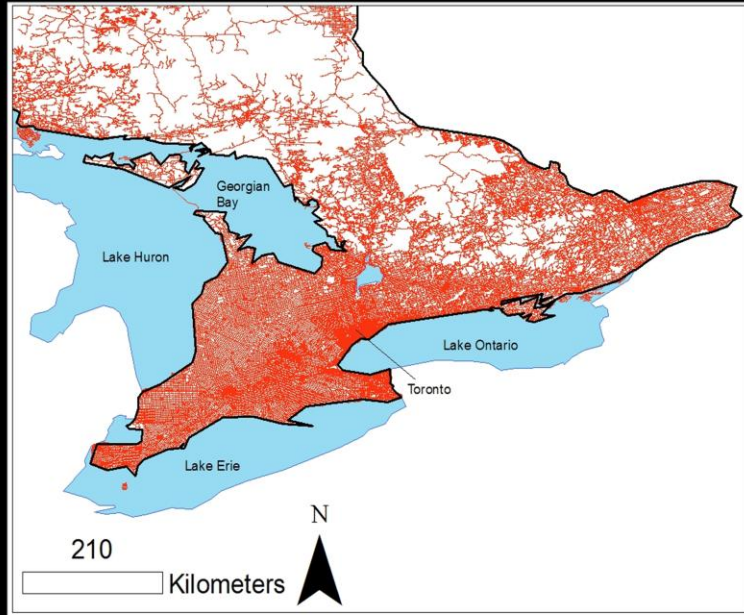 Georgian
Bay
Lake Huron
Lake Ontario
Toronto
Lake Erie
N
210
Kilometers